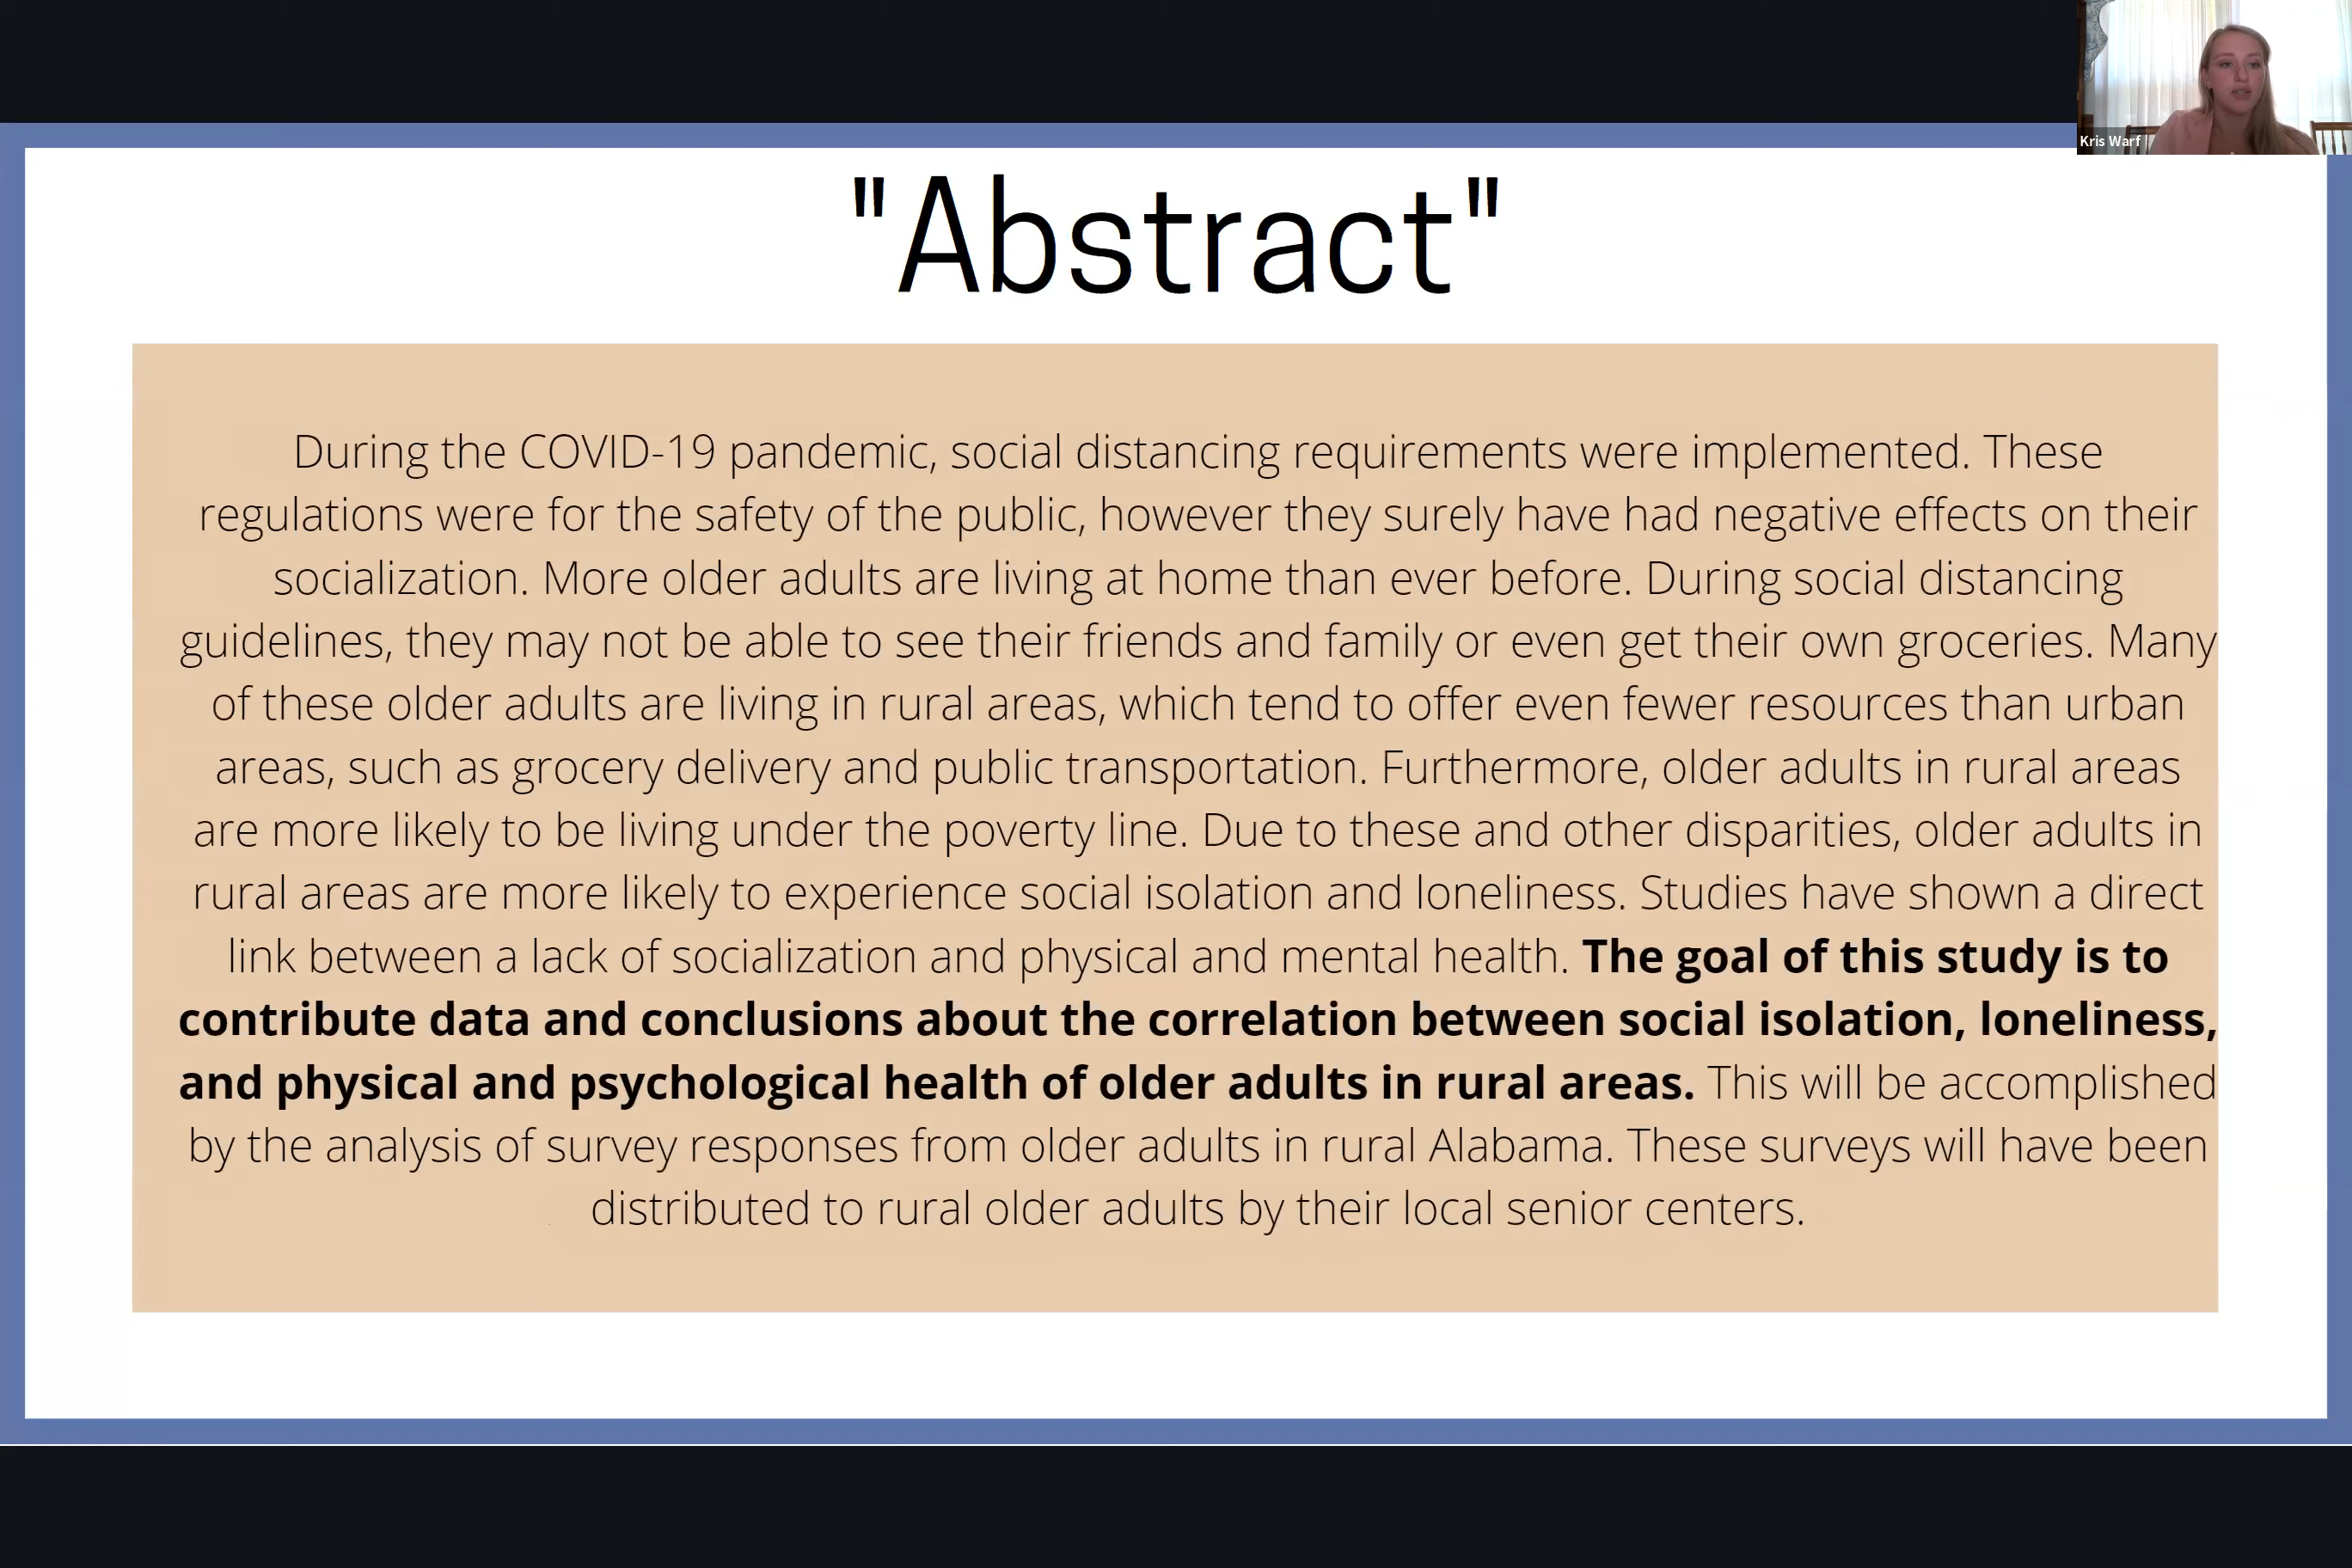 Kris Warf
"Abstract"
During the COVID-19 pandemic, social distancing requirements were implemented. These
regulations were for the safety of the public, however they surely have had negative effects on their
socialization. More older adults are living at home than ever before. During social distancing
guidelines, they may not be able to see their friends and family or even get their own groceries. Many
of these older adults are living in rural areas, which tend to offer even fewer resources than urban
areas, such as grocery delivery and public transportation. Furthermore, older adults in rural areas
are more likely to be living under the poverty line. Due to these and other disparities, older adults in
rural areas are more likely to experience social isolation and loneliness. Studies have shown a direct
link between a lack of socialization and physical and mental health. The goal of this study is to
contribute data and conclusions about the correlation between social isolation, loneliness,
and physical and psychological health of older adults in rural areas. This will be accomplished
by the analysis of survey responses from older adults in rural Alabama. These surveys will have been
distributed to rural older adults by their local senior centers.